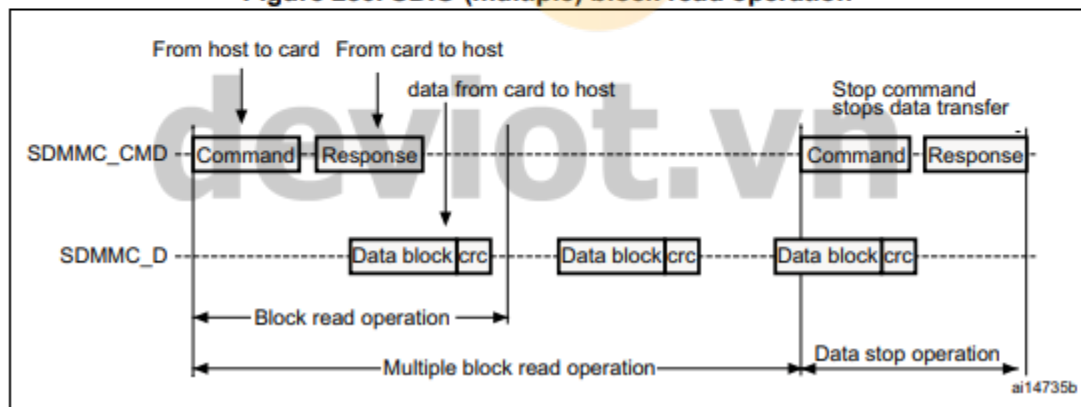 From host to card From card to host
data from card to host
Stop command
stops data transfer
SDMMC_CMD Command Response Command Response
SDMMC_D Data block crc Data block crc Data block crc
Block read operation
Multiple block read operation Data stop operation
ai14735b
deviot.vn